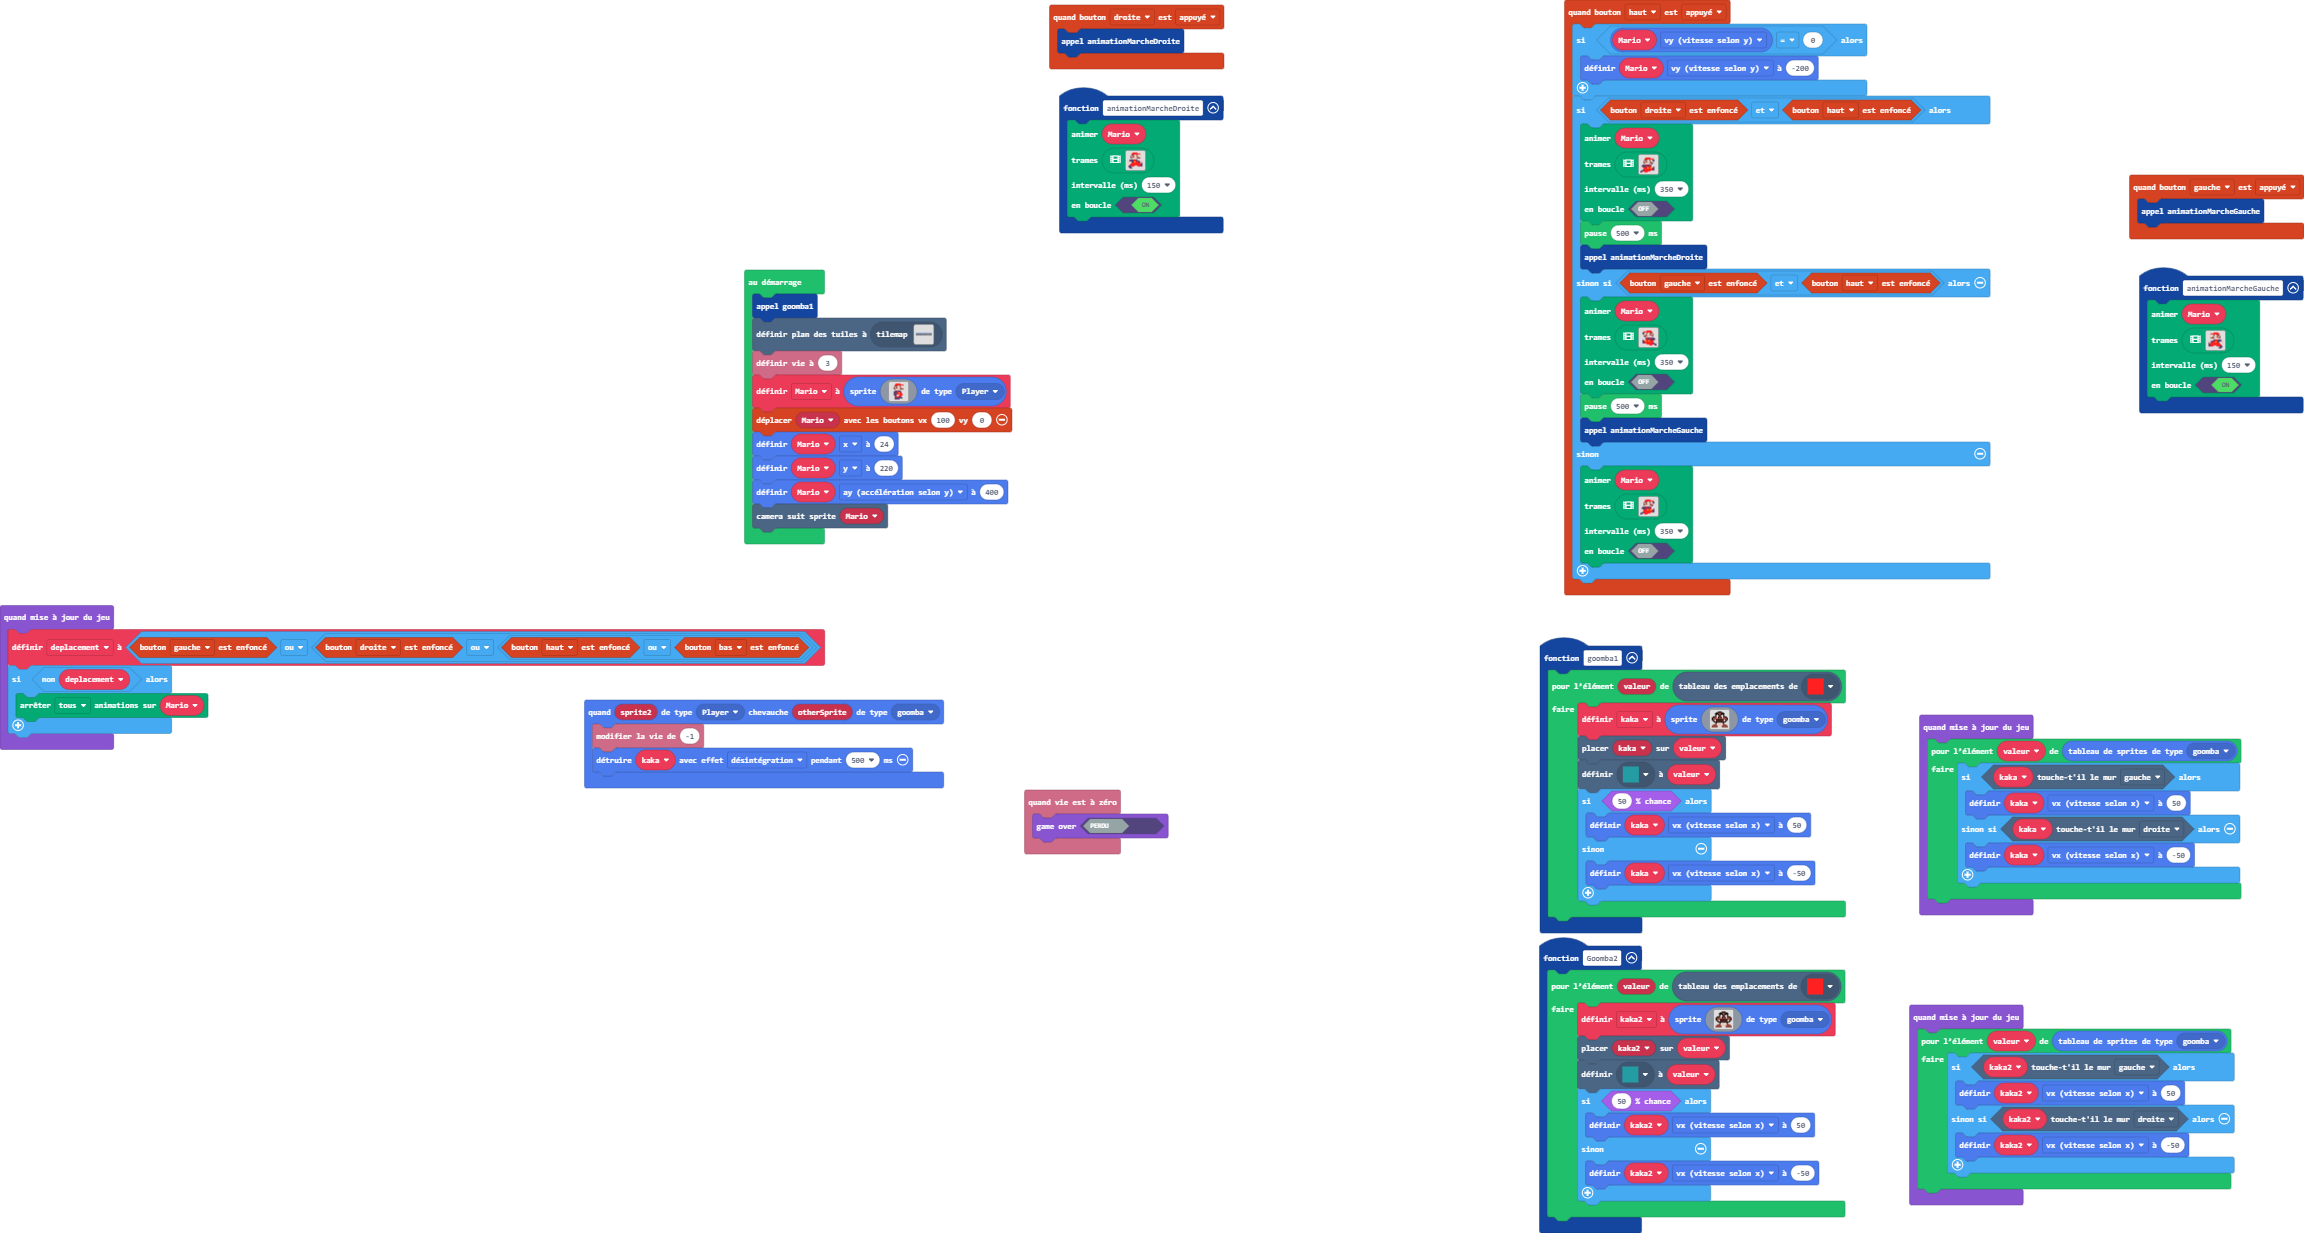 quand bouton droite est appuyé
appel animationMarcheDroite
fonction animationMarcheDroite
animer Mario
trames
intervalle (ms) 150
en boucle ON
quand bouton haut est appuyé
si Mario vy (vitesse selon y) = 0 alors
définir Mario vy (vitesse selon y) à -200
si bouton droite est enfoncé et bouton haut est enfoncé alors
animer Mario
trames
intervalle (ms) 350
en boucle OFF
pause 500 ms
appel animationMarcheDroite
sinon si bouton gauche est enfoncé et bouton haut est enfoncé alors
animer Mario
trames
intervalle (ms) 350
en boucle OFF
pause 500 ms
appel animationMarcheGauche
sinon
animer Mario
trames
intervalle (ms) 350
en boucle OFF
quand bouton gauche est appuyé
appel animationMarcheGauche
fonction animationMarcheGauche
animer Mario
trames
intervalle (ms) 150
en boucle ON
au démarrage
appel goomba1
définir plan des tuiles à tilemap
définir vie à 3
définir Mario à sprite de type Player
déplacer Mario avec les boutons vx 100 vy 0
définir Mario x à 24
définir Mario y à 220
définir Mario ay (accélération selon y) à 400
camera suit sprite Mario
quand mise à jour du jeu
définir deplacement à bouton gauche est enfoncé ou bouton droite est enfoncé ou bouton haut est enfoncé ou bouton bas est enfoncé
si non deplacement alors
arrêter tous animations sur Mario
quand sprite2 de type Player chevauche otherSprite de type goomba
modifier la vie de -1
détruire kaka avec effet désintégration pendant 500 ms
quand vie est à zéro
game over PERDU
fonction goomba1
pour l'élément valeur de tableau des emplacements de
faire
définir kaka à sprite de type goomba
placer kaka sur valeur
définir à valeur
si 50 % chance alors
définir kaka vx (vitesse selon x) à 50
sinon
définir kaka vx (vitesse selon x) à -50
quand mise à jour du jeu
pour l'élément valeur de tableau de sprites de type goomba
faire
si kaka touche-t'il le mur gauche alors
définir kaka vx (vitesse selon x) à 50
sinon si kaka touche-t'il le mur droite alors
définir kaka vx (vitesse selon x) à -50
fonction Goomba2
pour l'élément valeur de tableau des emplacements de
faire
définir kaka2 à sprite de type goomba
placer kaka2 sur valeur
définir à valeur
si 50 % chance alors
définir kaka2 vx (vitesse selon x) à 50
sinon
définir kaka2 vx (vitesse selon x) à -50
quand mise à jour du jeu
pour l'élément valeur de tableau de sprites de type goomba
faire
si kaka2 touche-t'il le mur gauche alors
définir kaka2 vx (vitesse selon x) à 50
sinon si kaka2 touche-t'il le mur droite alors
définir kaka2 vx (vitesse selon x) à -50